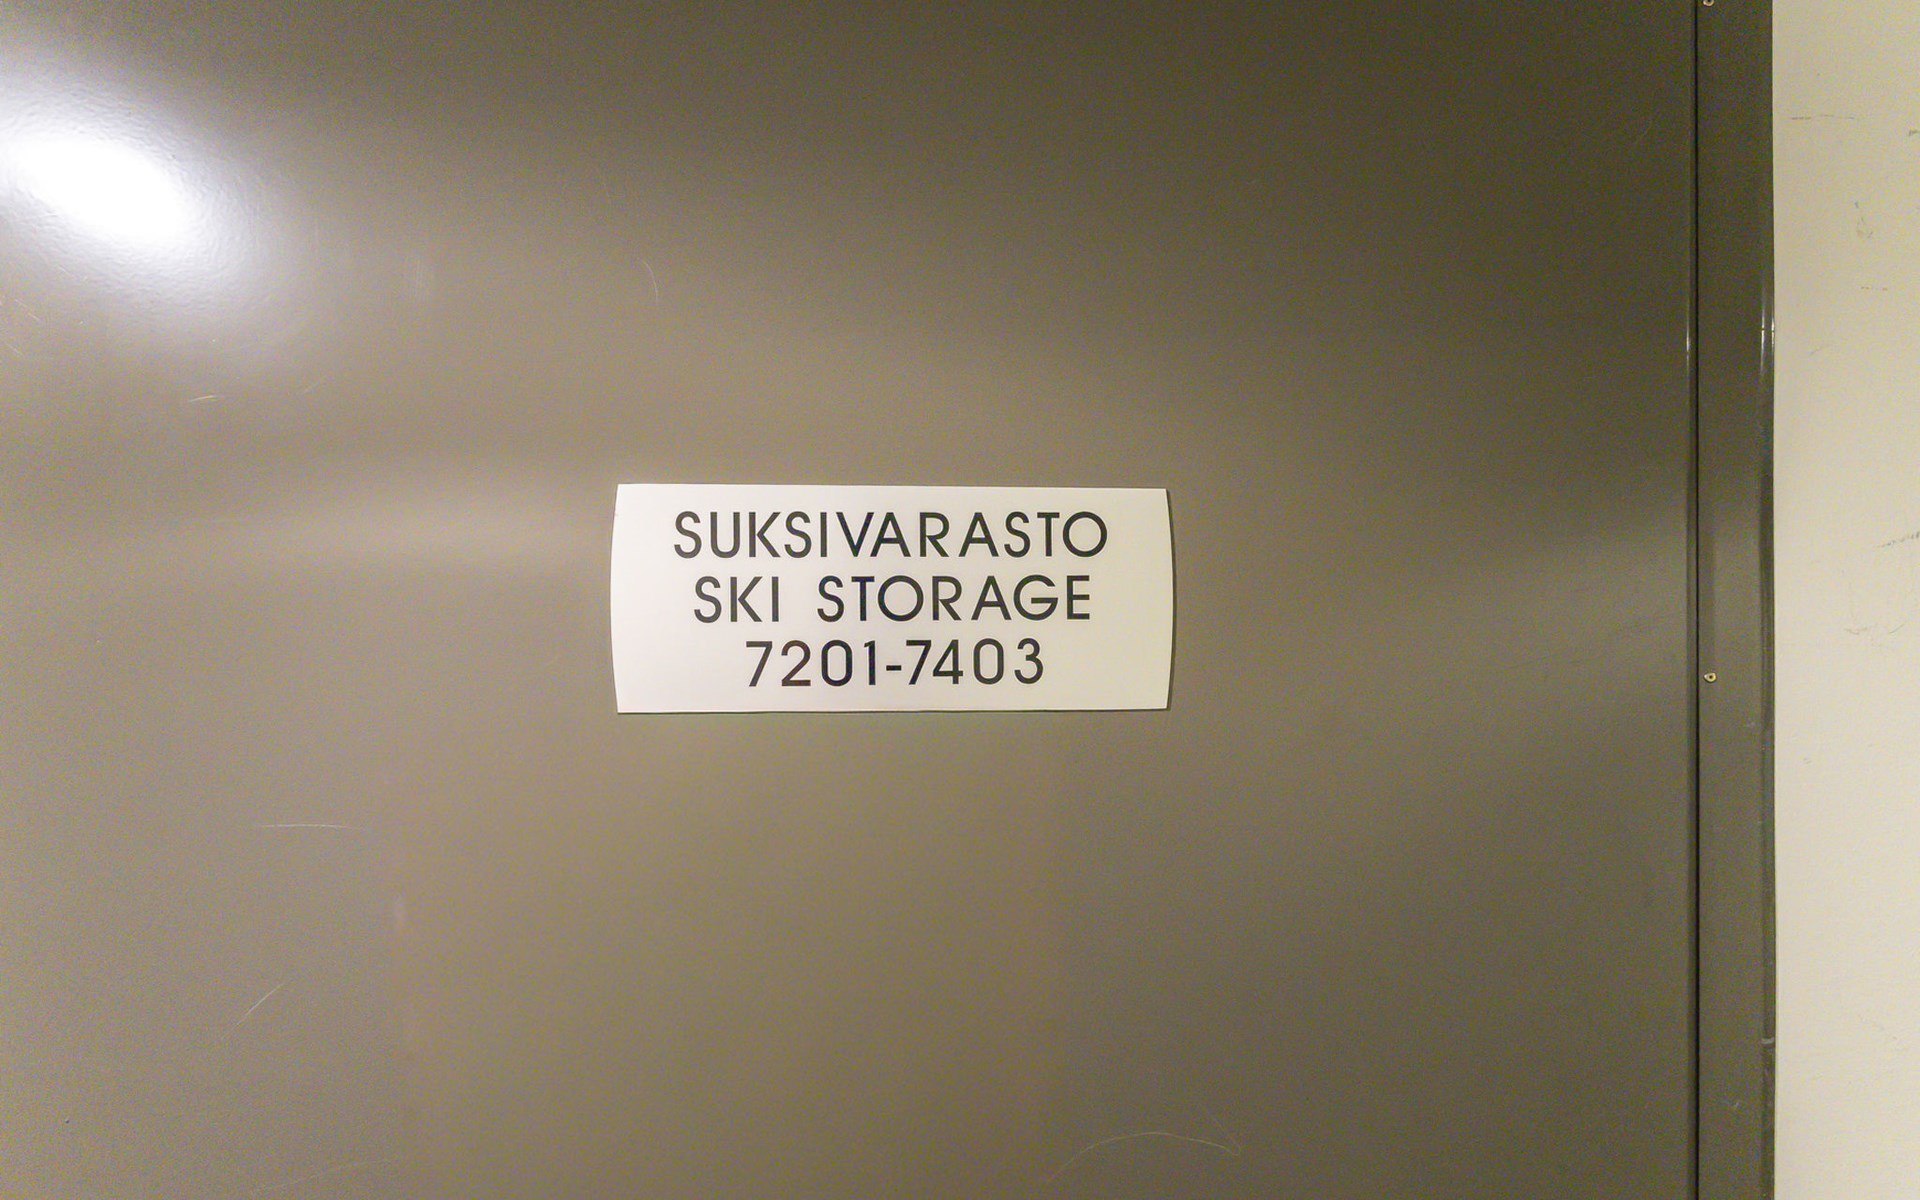 SUKSIVARASTO
SKI STORAGE
7201-7403